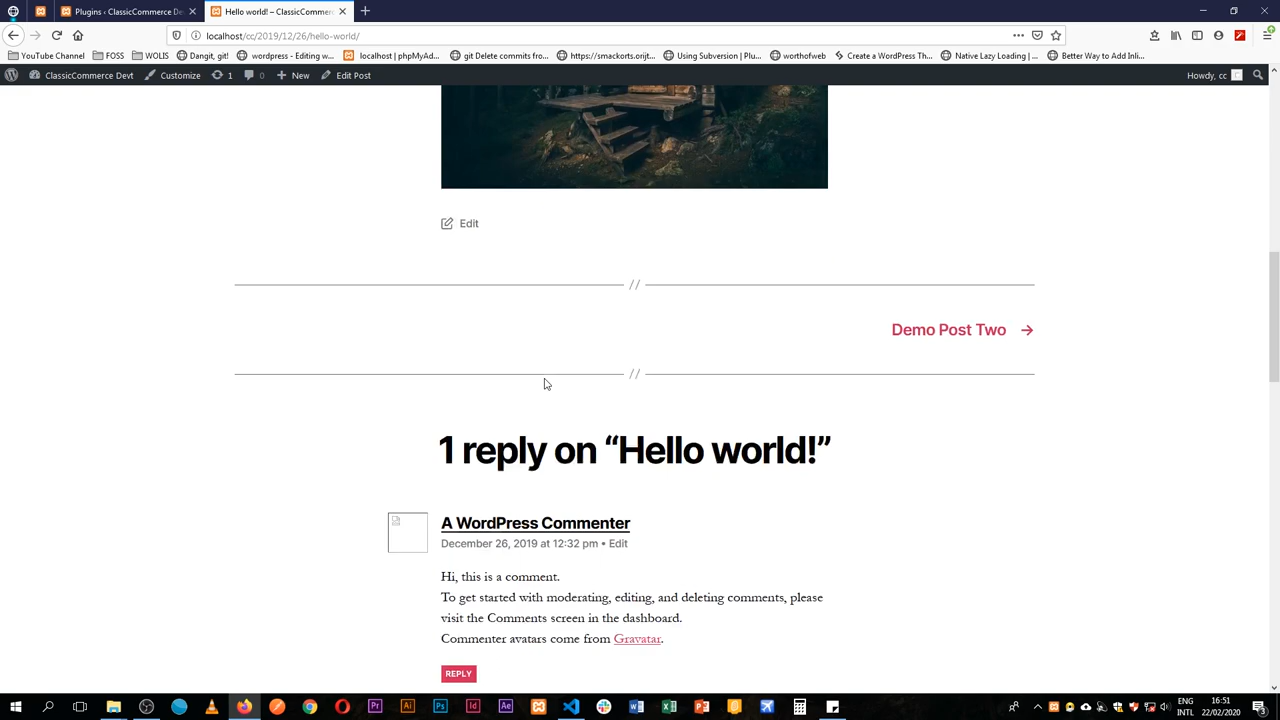 Plugins ‹ ClassicCommerce De
Hello world! – ClassicCommerc
localhost/cc/2019/12/26/hello-world/
YouTube Channel
FOSS
WOLIS
Dangit, git!
wordpress - Editing w...
localhost | phpMyAd...
git Delete commits fro...
https://smackorts.orijt...
Using Subversion | Plu...
worthofweb
Create a WordPress Th...
Native Lazy Loading | ...
Better Way to Add Inli...
ClassicCommerce Devt
Customize
1
New
Edit Post
Howdy, cc
Edit
Demo Post Two →
1 reply on “Hello world!”
A WordPress Commenter
December 26, 2019 at 12:32 pm • Edit
Hi, this is a comment.
To get started with moderating, editing, and deleting comments, please
visit the Comments screen in the dashboard.
Commenter avatars come from Gravatar.
REPLY
ENG
INTL
16:51
22/02/2020